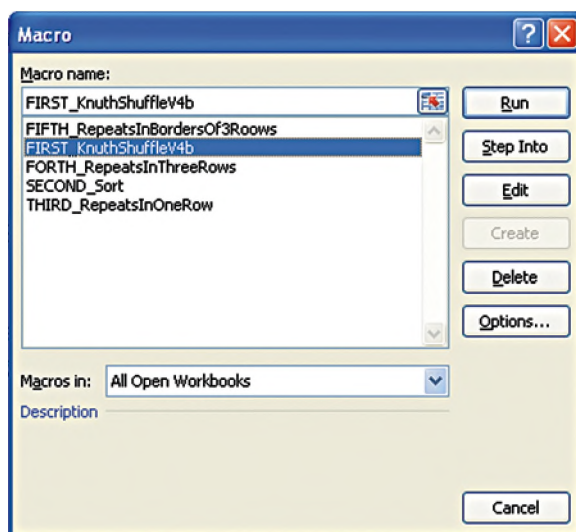 Macro
Macro name:
FIRST_KnuthShuffleV4b
FIFTH_RepeatsInBordersOf3Roows
FIRST_KnuthShuffleV4b
FORTH_RepeatsInThreeRows
SECOND_Sort
THIRD_RepeatsInOneRow
Run
Step Into
Edit
Create
Delete
Options...
Macros in: All Open Workbooks
Description
Cancel